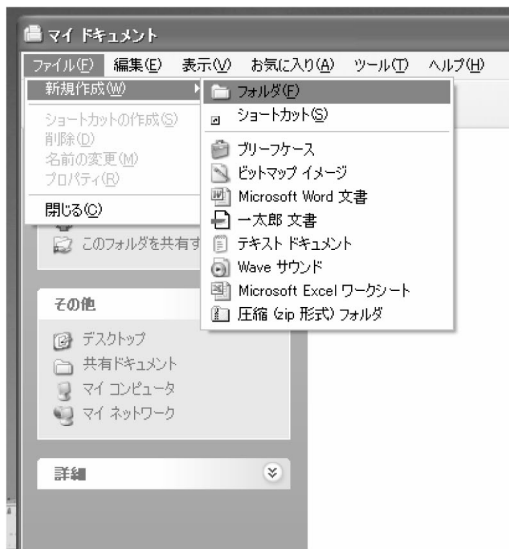 マイ ドキュメント
ファイル(F) 編集(E) 表示(V) お気に入り(A) ツール(T) ヘルプ(H)
新規作成(W)
ショートカットの作成(S)
削除(D)
名前の変更(M)
プロパティ(R)
閉じる(C)
フォルダ(F)
ショートカット(S)
ブリーフケース
ビットマップ イメージ
Microsoft Word 文書
一太郎 文書
テキスト ドキュメント
Wave サウンド
Microsoft Excel ワークシート
圧縮 (zip 形式) フォルダ
このフォルダを共有す
その他
デスクトップ
共有ドキュメント
マイ コンピュータ
マイ ネットワーク
詳細